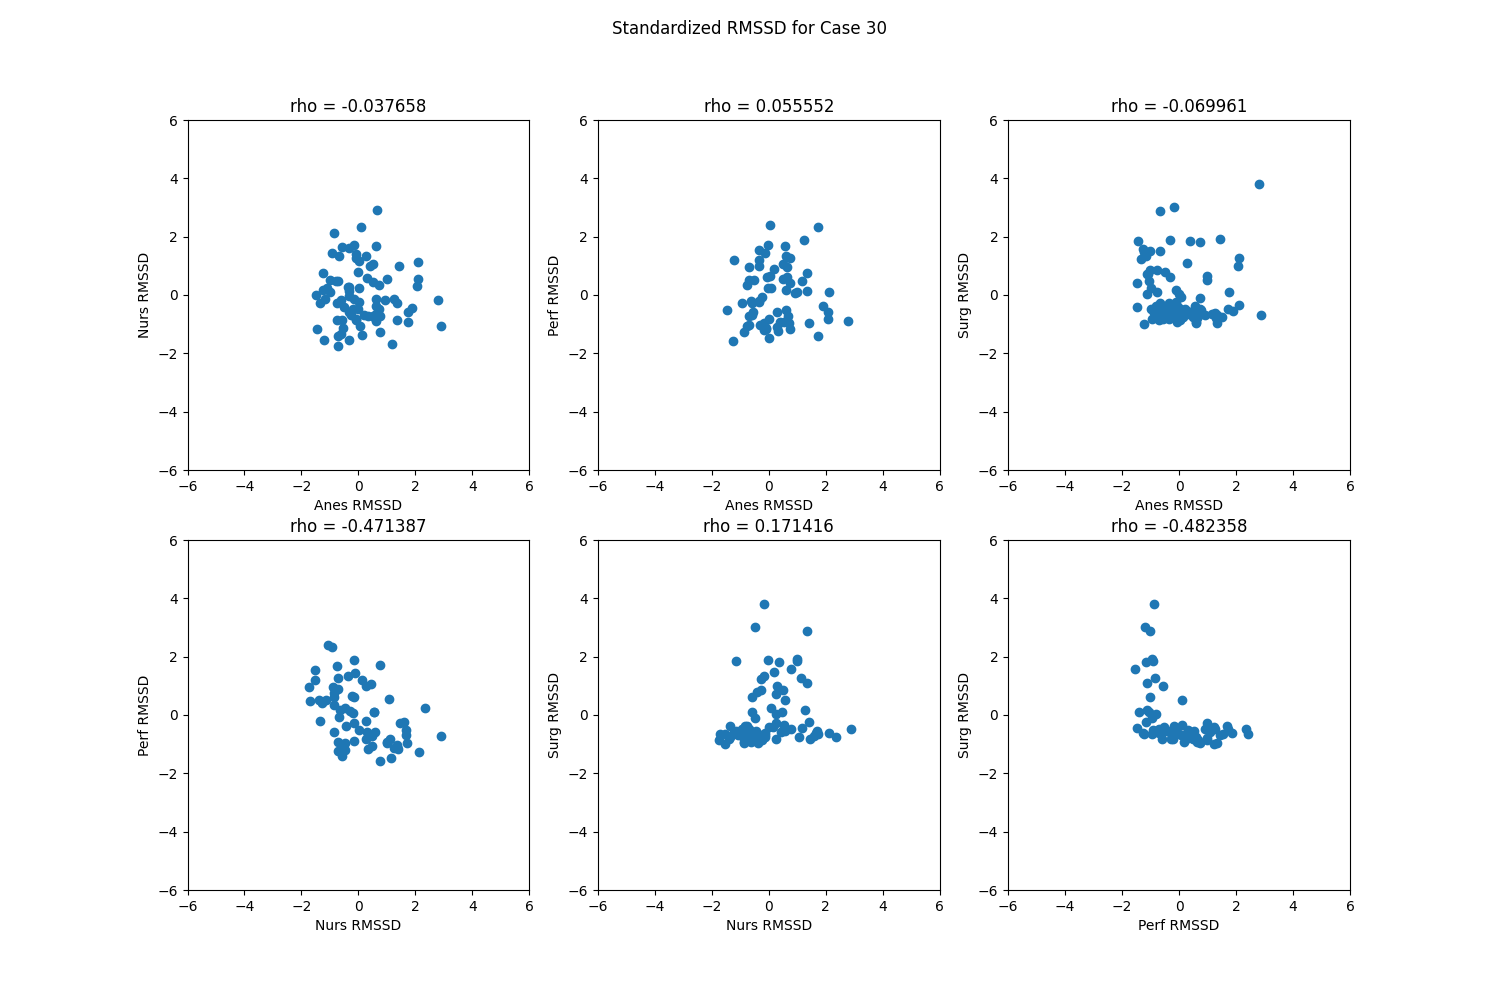 Standardized RMSSD for Case 30
rho = -0.037658
rho = 0.055552
rho = -0.069961
6
4
2
0
−2
−4
−6
Nurs RMSSD
−6 −4 −2 0 2 4 6
Anes RMSSD
6
4
2
0
−2
−4
−6
Perf RMSSD
−6 −4 −2 0 2 4 6
Anes RMSSD
6
4
2
0
−2
−4
−6
Surg RMSSD
−6 −4 −2 0 2 4 6
Anes RMSSD
rho = -0.471387
rho = 0.171416
rho = -0.482358
6
4
2
0
−2
−4
−6
Perf RMSSD
−6 −4 −2 0 2 4 6
Nurs RMSSD
6
4
2
0
−2
−4
−6
Surg RMSSD
−6 −4 −2 0 2 4 6
Nurs RMSSD
6
4
2
0
−2
−4
−6
Surg RMSSD
−6 −4 −2 0 2 4 6
Perf RMSSD